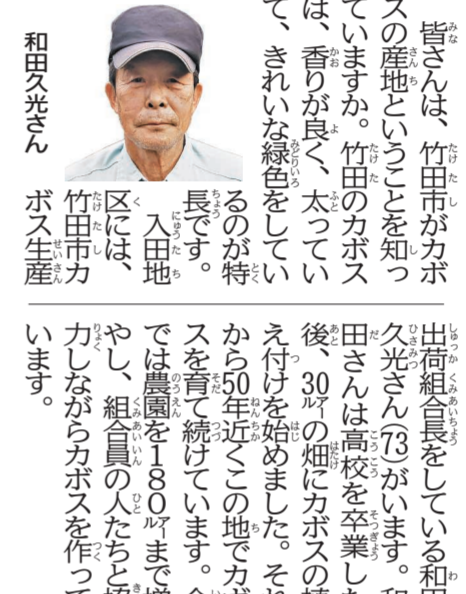 皆さんは、竹田市がカボ
スの産地ということを知っ
ていますか。竹田のカボス
は、香りが良く、太ってい
て、きれいな緑色をしてい
るのが特
長です。
入田地
区には、
竹田市カ
ボス生産
和田久光さん
出荷組合長をしている和田
久光さん(73)がいます。和
田さんは高校を卒業した
後、30㌃の畑にカボスの
え付けを始めました。それ
から50年近くこの地でカボ
スを育て続けています。
では農園を180㌃まで増
やし、組合員の人たちと協
力しながらカボスを作って
います。